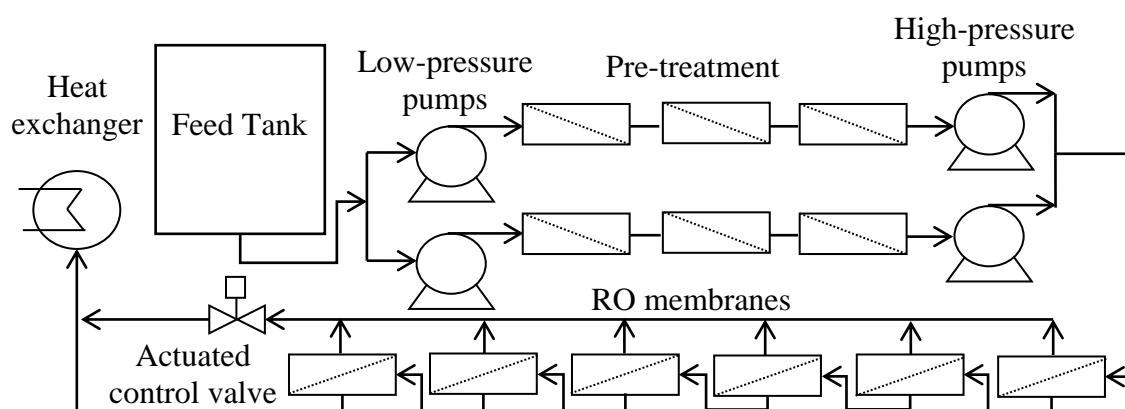 High-pressure
pumps
Low-pressure
pumps
Pre-treatment
Heat
exchanger
Feed Tank
RO membranes
Actuated
control valve